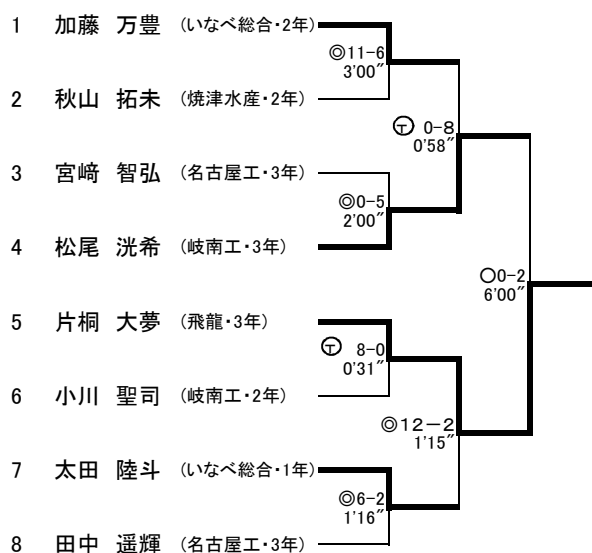 1 加藤 万豊 (いなべ総合・2年)
◎11-6
3'00"
2 秋山 拓未 (焼津水産・2年)
Ⓣ 0-8
0'58"
3 宮﨑 智弘 (名古屋工・3年)
◎0-5
2'00"
4 松尾 洸希 (岐南工・3年)
○0-2
6'00"
5 片桐 大夢 (飛龍・3年)
Ⓣ 8-0
0'31"
6 小川 聖司 (岐南工・2年)
◎12-2
1'15"
7 太田 陸斗 (いなべ総合・1年)
◎6-2
1'16"
8 田中 遥輝 (名古屋工・3年)